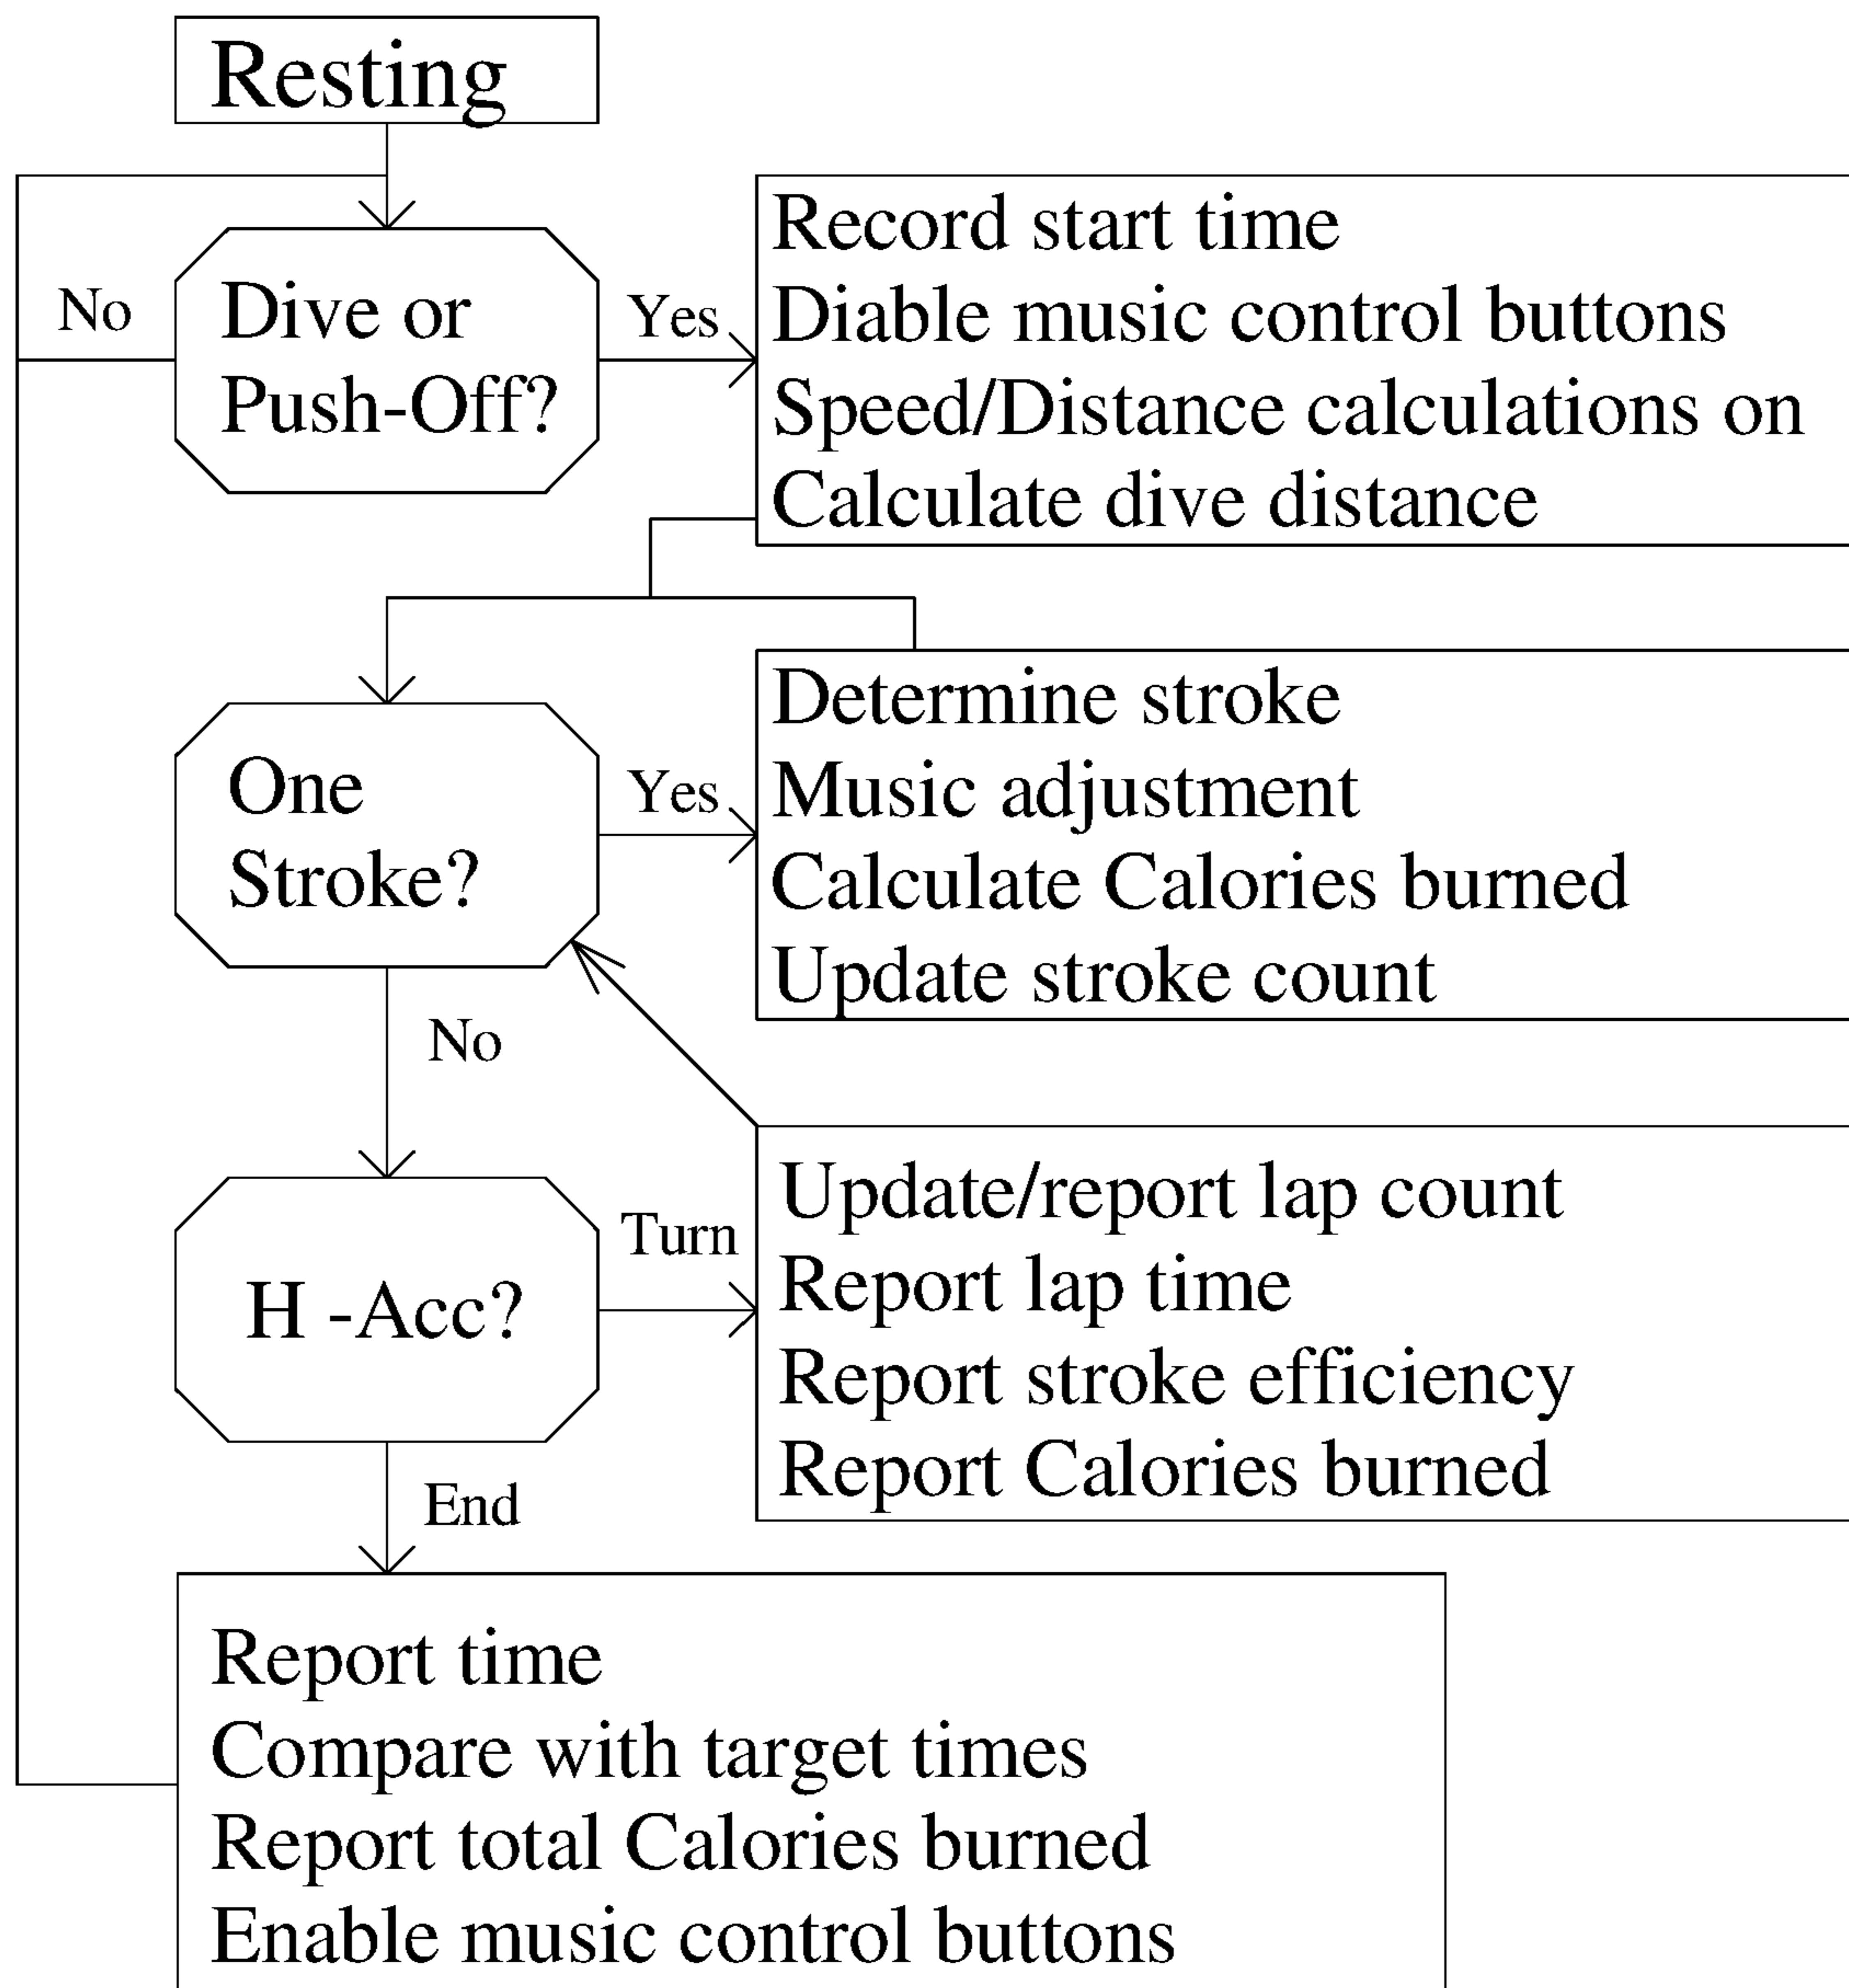 Resting
No
Dive or
Push-Off?
Yes
Record start time
Diable music control buttons
Speed/Distance calculations on
Calculate dive distance
One
Stroke?
Yes
Determine stroke
Music adjustment
Calculate Calories burned
Update stroke count
No
H -Acc?
Turn
Update/report lap count
Report lap time
Report stroke efficiency
Report Calories burned
End
Report time
Compare with target times
Report total Calories burned
Enable music control buttons